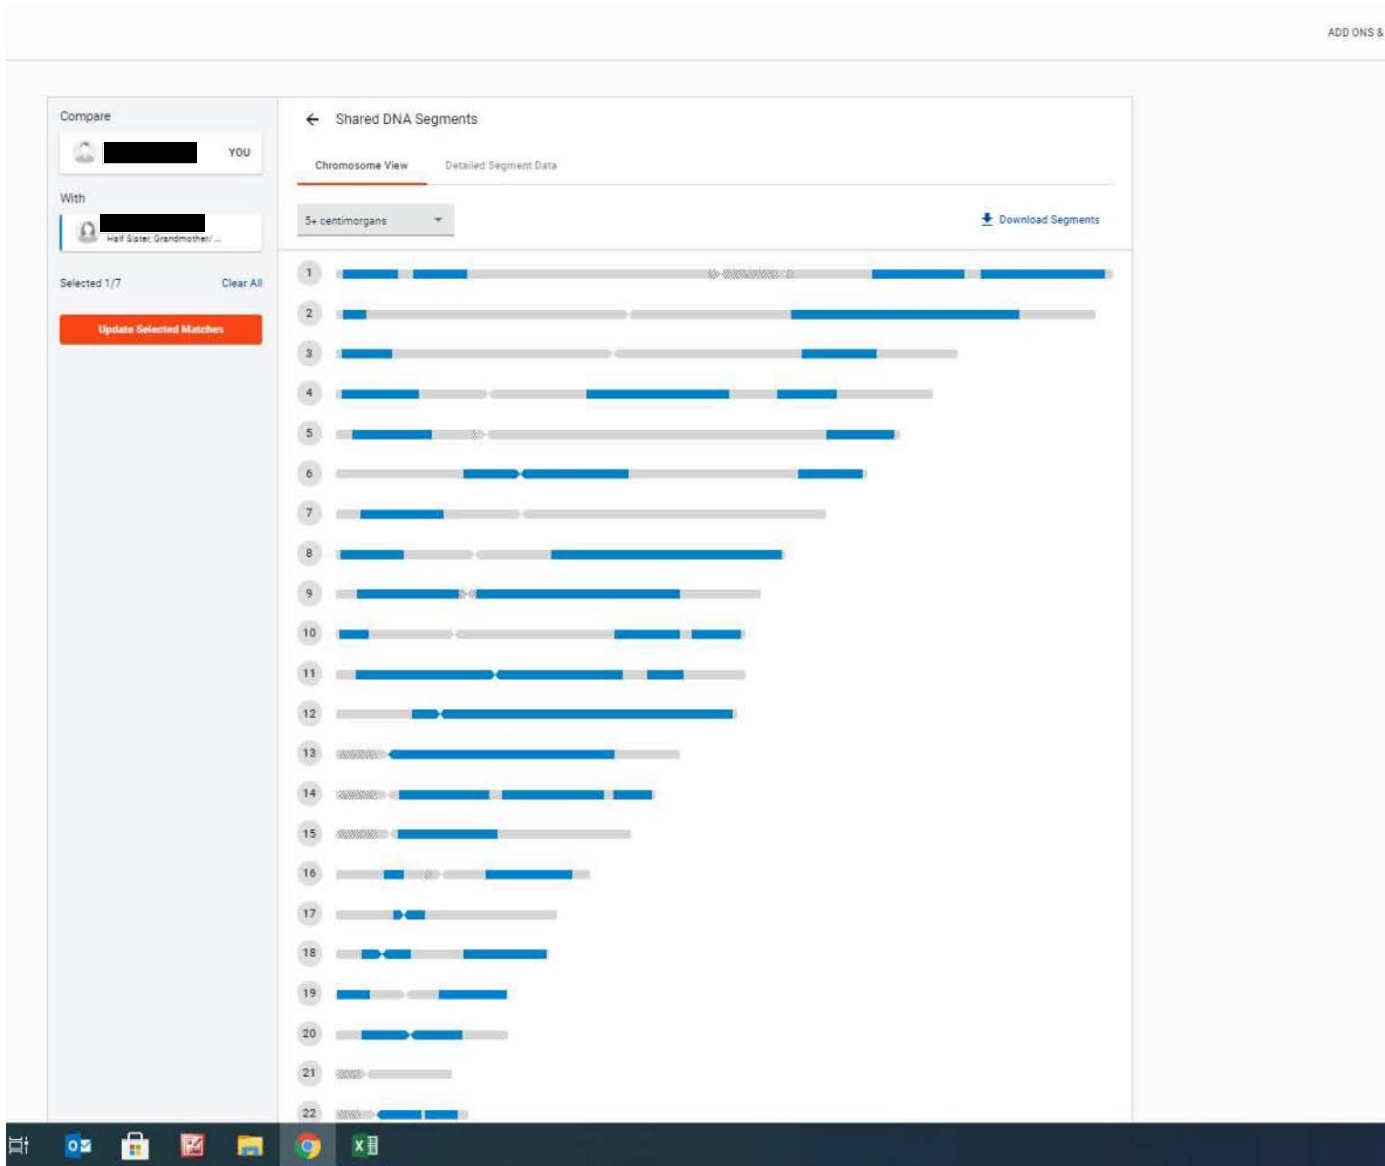 ADD ONS &
Compare
YOU
With
Half Sister, Grandmother/ ...
Selected 1/7 Clear All
Update Selected Matches
← Shared DNA Segments
Chromosome View Detailed Segment Data
5+ centimorgans Download Segments
1
2
3
4
5
6
7
8
9
10
11
12
13
14
15
16
17
18
19
20
21
22